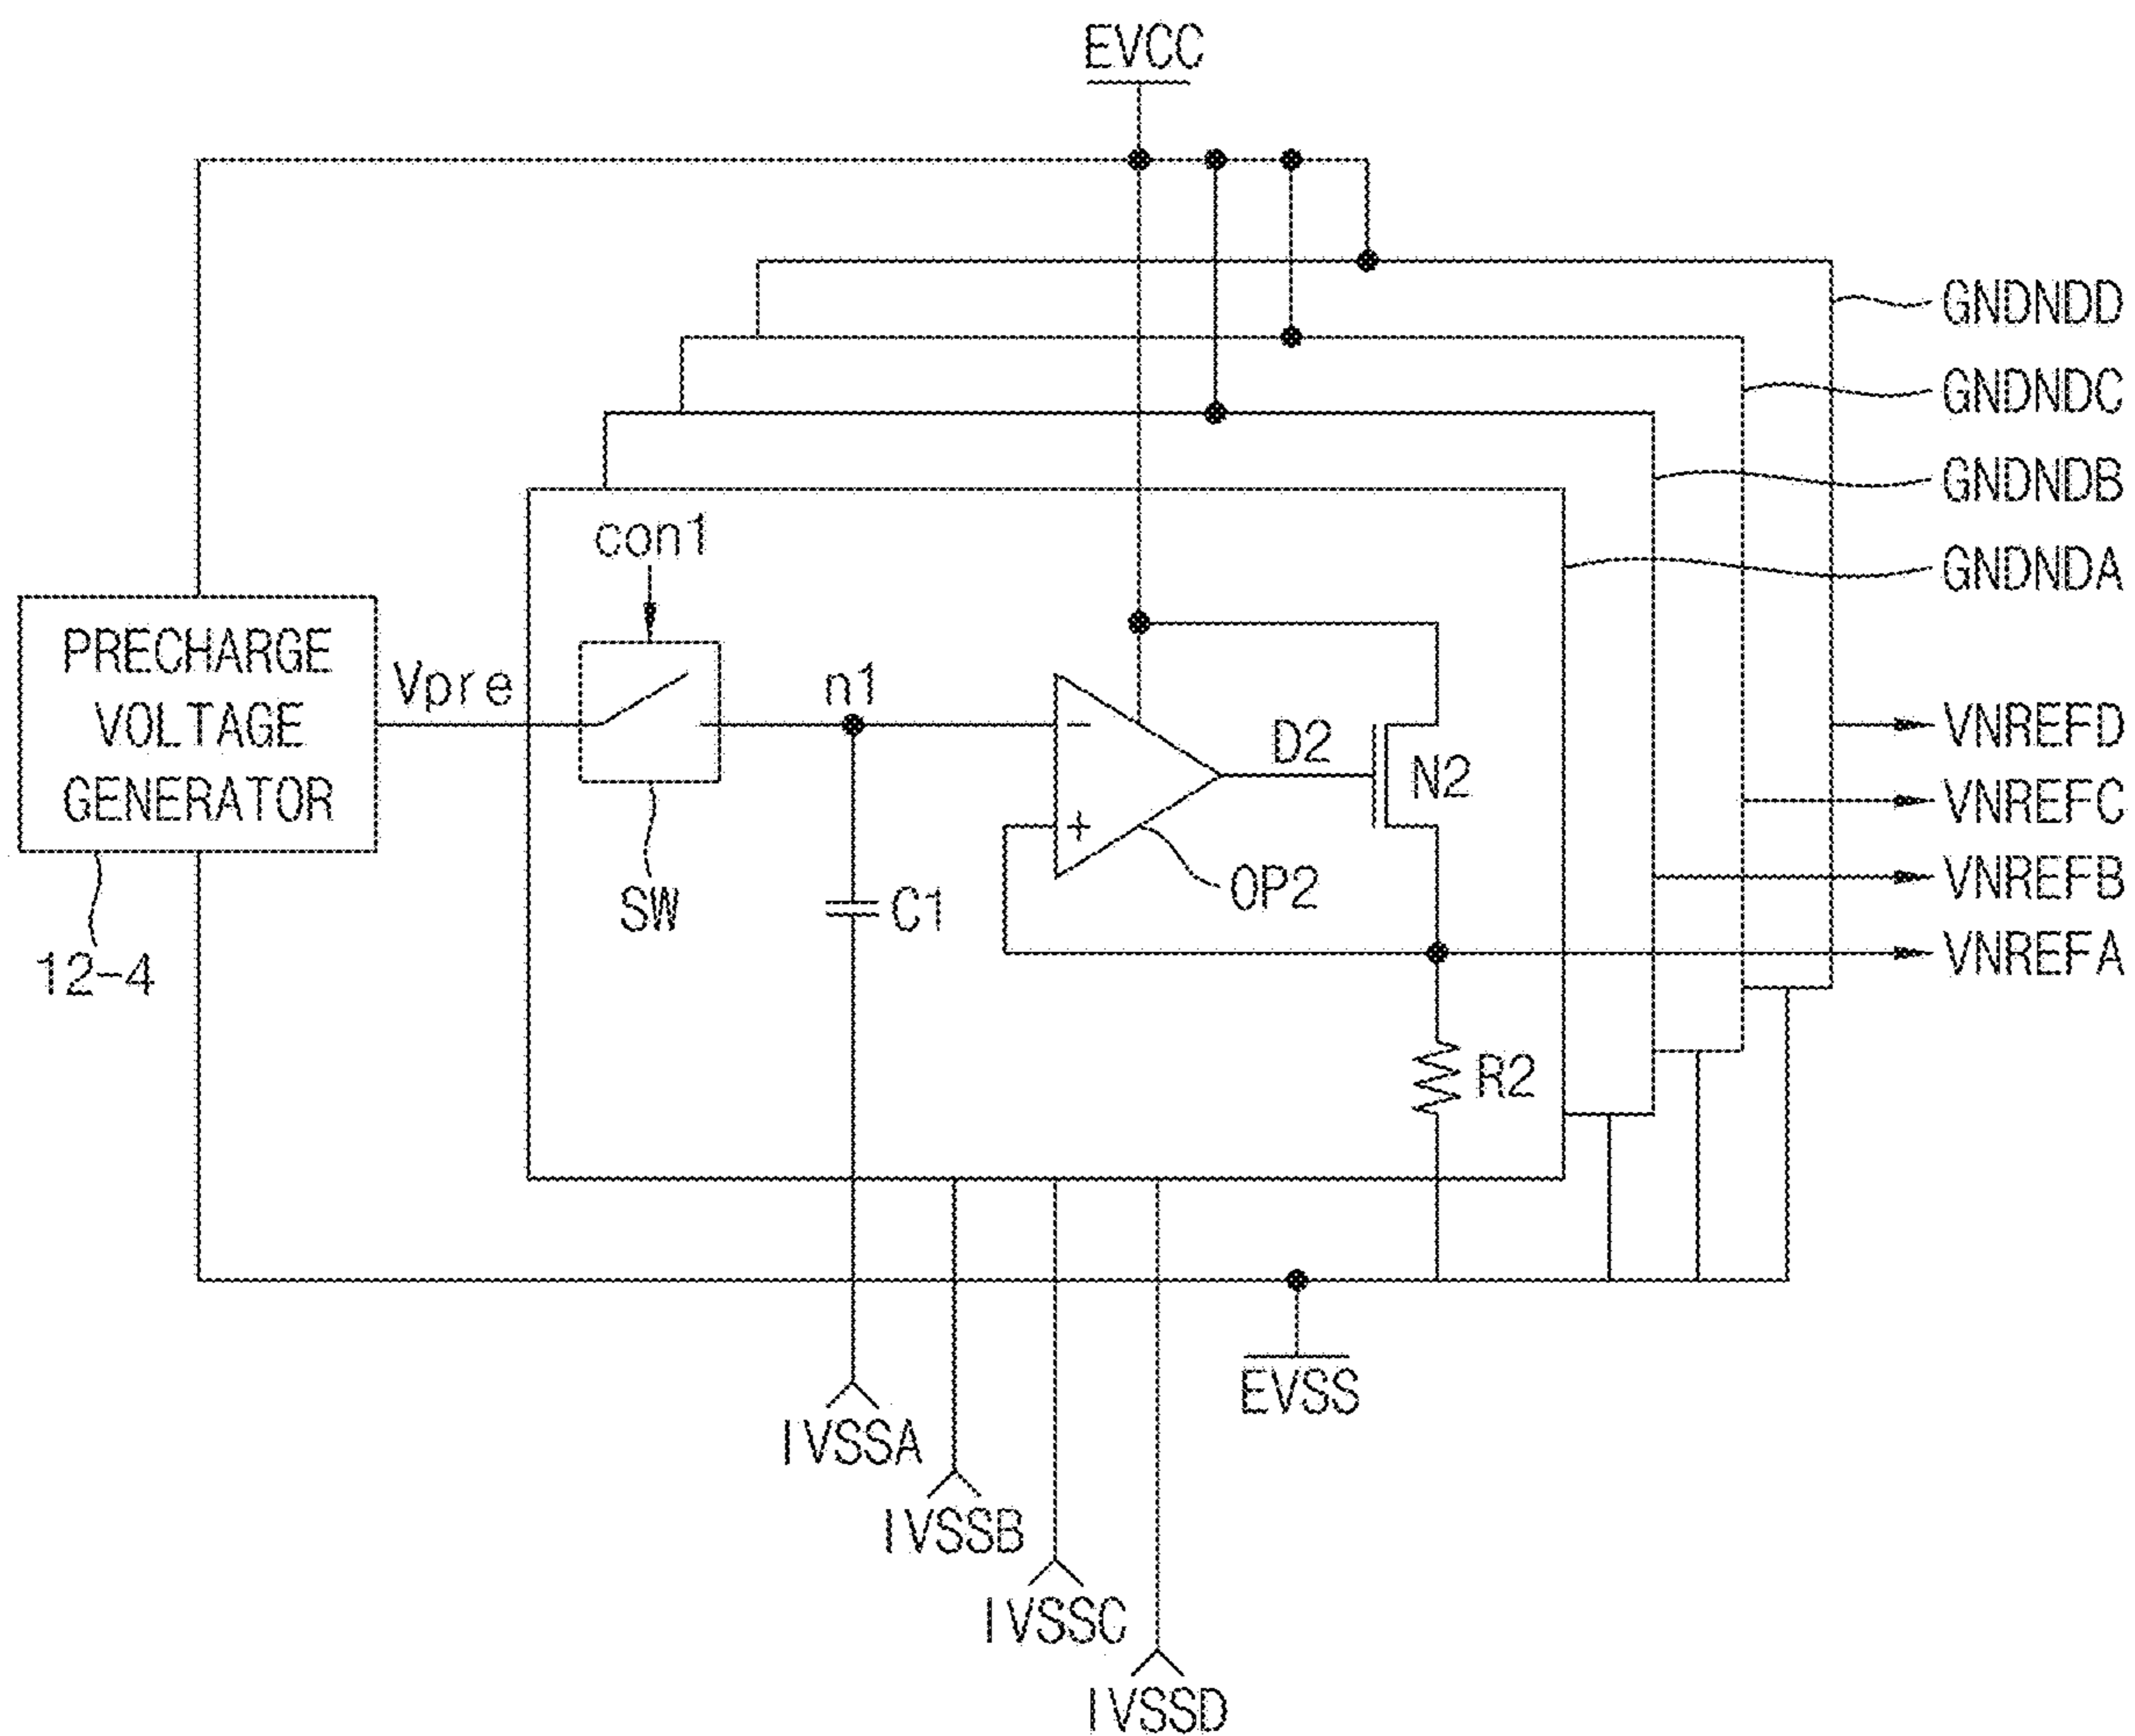 EVCC
GNDNDD
GNDNDC
GNDNDB
GNDNDA
con1
PRECHARGE
VOLTAGE
GENERATOR
Vpre
n1
-
+
D2
N2
SW
C1
OP2
12-4
VNREFD
VNREFC
VNREFB
VNREFA
R2
EVSS
IVSSA
IVSSB
IVSSC
IVSSD